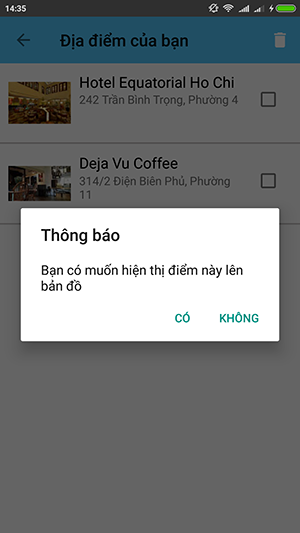 14:35
Địa điểm của bạn
Hotel Equatorial Ho Chi
242 Trần Bình Trọng, Phường 4
Deja Vu Coffee
314/2 Điện Biên Phủ, Phường
11
Thông báo
Bạn có muốn hiện thị điểm này lên
bản đồ
CÓ
KHÔNG